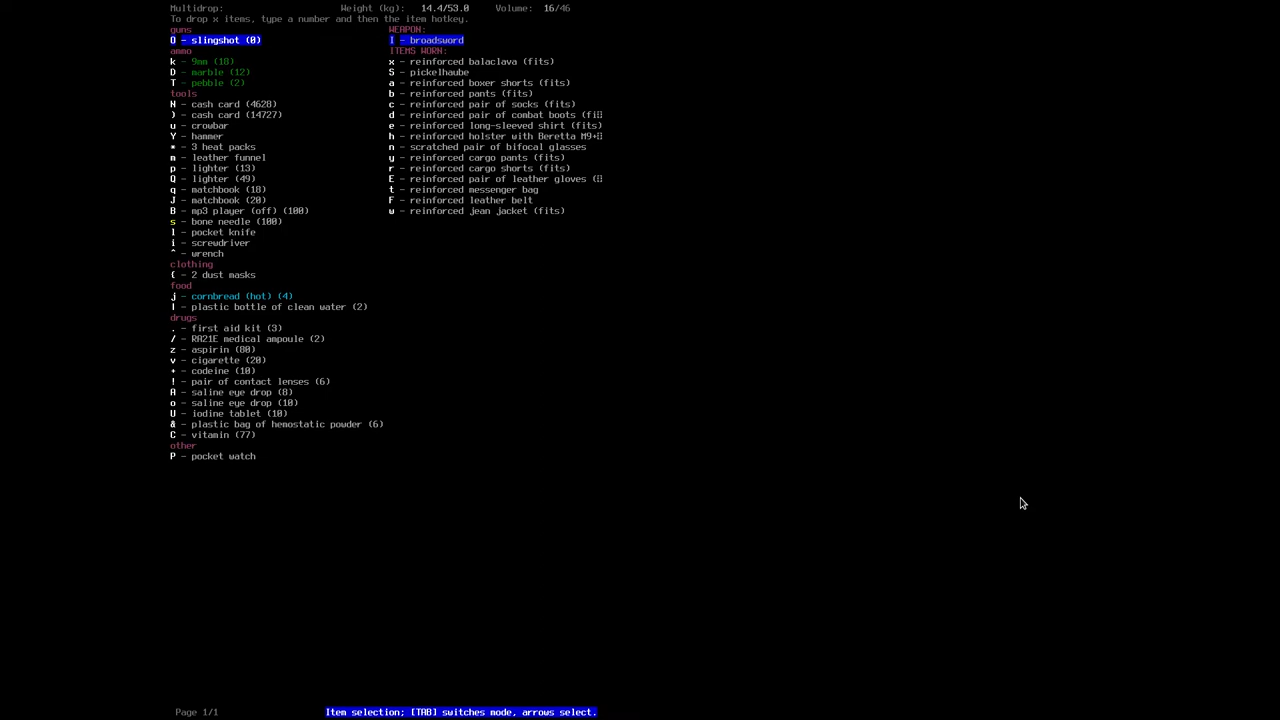 Multidrop: Weight (kg): 14.4/53.0 Volume: 16/46
To drop x items, type a number and then the item hotkey.
guns
O - slingshot (0)
ammo
k - 9mm (18)
D - marble (12)
T - pebble (2)
tools
N - cash card (4628)
) - cash card (14727)
u - crowbar
Y - hammer
* - 3 heat packs
m - leather funnel
p - lighter (13)
Q - lighter (49)
q - matchbook (18)
J - matchbook (20)
B - mp3 player (off) (100)
s - bone needle (100)
l - pocket knife
i - screwdriver
^ - wrench
clothing
{ - 2 dust masks
food
j - cornbread (hot) (4)
| - plastic bottle of clean water (2)
drugs
. - first aid kit (3)
/ - RA21E medical ampoule (2)
z - aspirin (80)
v - cigarette (20)
+ - codeine (10)
! - pair of contact lenses (6)
A - saline eye drop (8)
o - saline eye drop (10)
U - iodine tablet (10)
& - plastic bag of hemostatic powder (6)
C - vitamin (77)
other
P - pocket watch
WEAPON:
I - broadsword
ITEMS WORN:
x - reinforced balaclava (fits)
S - pickelhaube
a - reinforced boxer shorts (fits)
b - reinforced pants (fits)
c - reinforced pair of socks (fits)
d - reinforced pair of combat boots (fi
e - reinforced long-sleeved shirt (fits)
h - reinforced holster with Beretta M9+
n - scratched pair of bifocal glasses
y - reinforced cargo pants (fits)
r - reinforced cargo shorts (fits)
E - reinforced pair of leather gloves (
t - reinforced messenger bag
F - reinforced leather belt
w - reinforced jean jacket (fits)
Page 1/1 Item selection; [TAB] switches mode, arrows select.